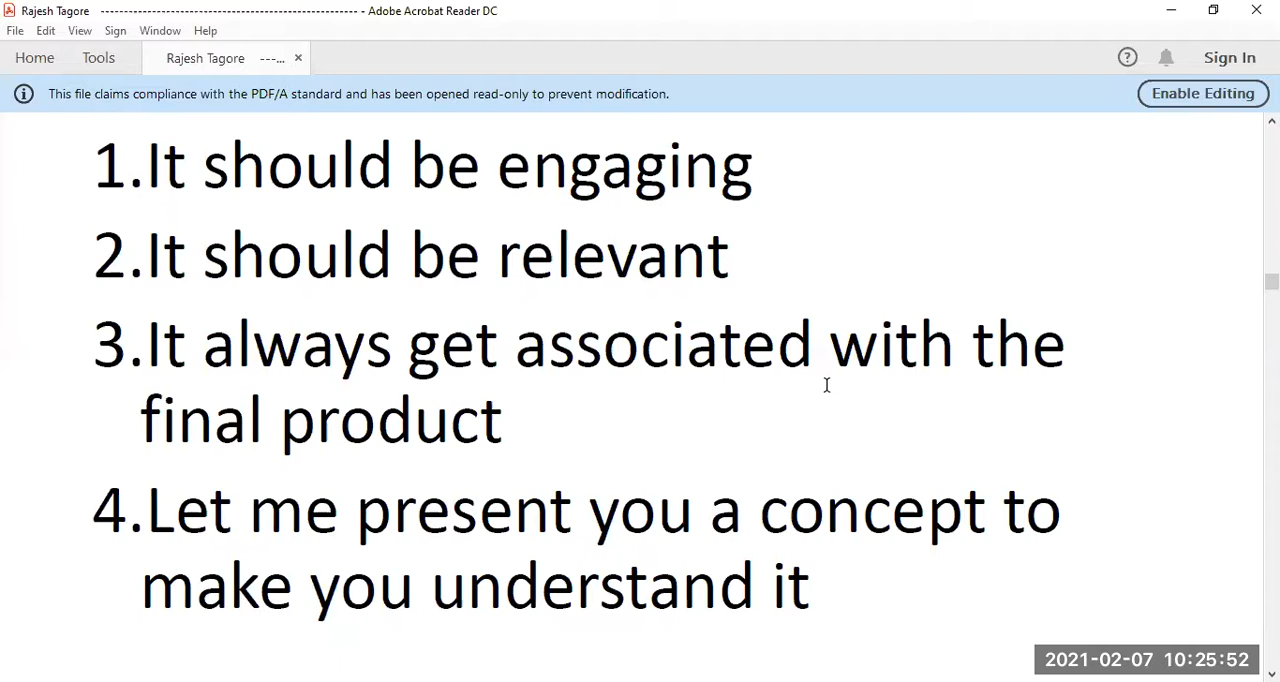 Rajesh Tagore ---------------------------------------------------- - Adobe Acrobat Reader DC
File Edit View Sign Window Help
Home Tools Rajesh Tagore ---... ×
Sign In
This file claims compliance with the PDF/A standard and has been opened read-only to prevent modification.
Enable Editing
1.It should be engaging
2.It should be relevant
3.It always get associated with the
final product
4.Let me present you a concept to
make you understand it
2021-02-07 10:25:52